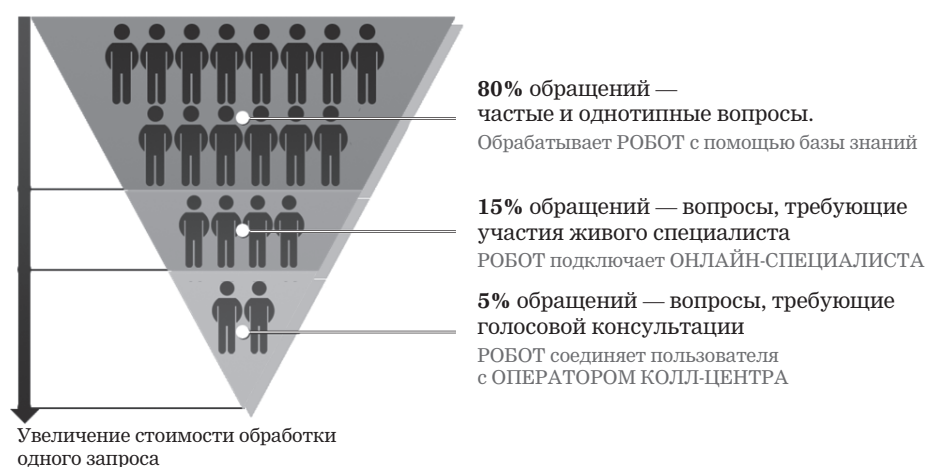 80% обращений —
частые и однотипные вопросы.
Обрабатывает РОБОТ с помощью базы знаний
15% обращений — вопросы, требующие
участия живого специалиста
РОБОТ подключает ОНЛАЙН-СПЕЦИАЛИСТА
5% обращений — вопросы, требующие
голосовой консультации
РОБОТ соединяет пользователя
с ОПЕРАТОРОМ КОЛЛ-ЦЕНТРА
Увеличение стоимости обработки
одного запроса